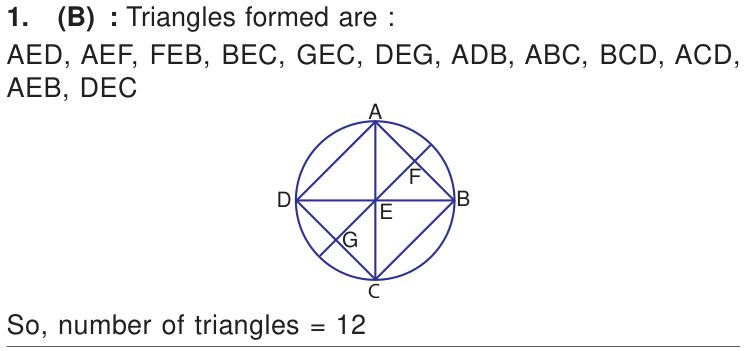 1. (B) : Triangles formed are :
AED, AEF, FEB, BEC, GEC, DEG, ADB, ABC, BCD, ACD,
AEB, DEC
A
F
D
B
E
G
C
So, number of triangles = 12